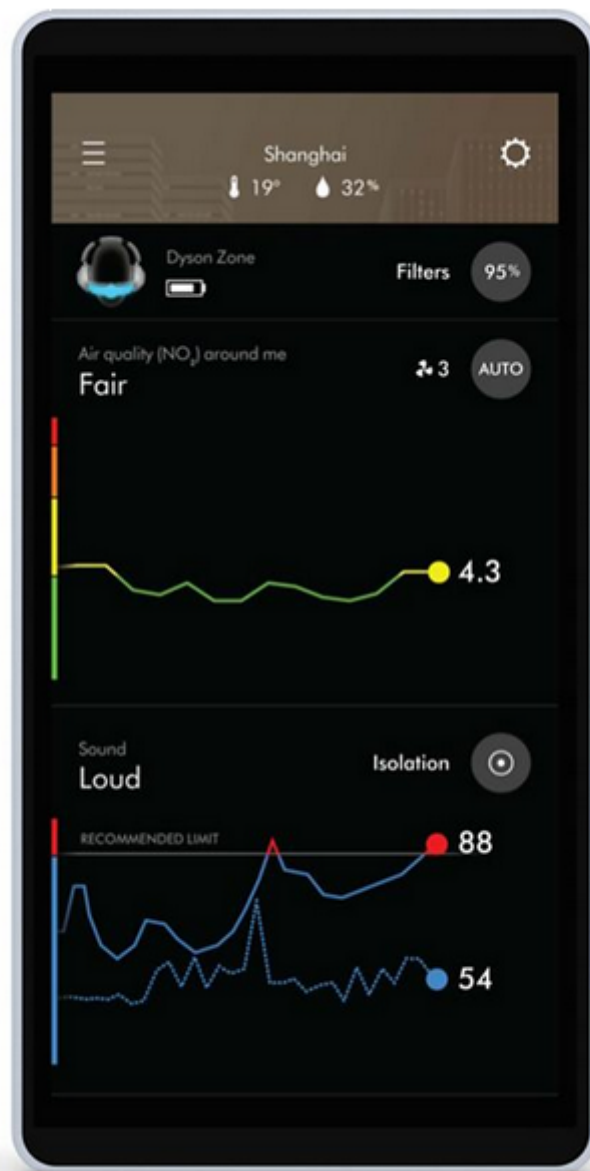 Shanghai
19° 32%
Dyson Zone
Filters 95%
Air quality (NO₂) around me
Fair
3 AUTO
4.3
Sound
Loud
Isolation
RECOMMENDED LIMIT
88
54